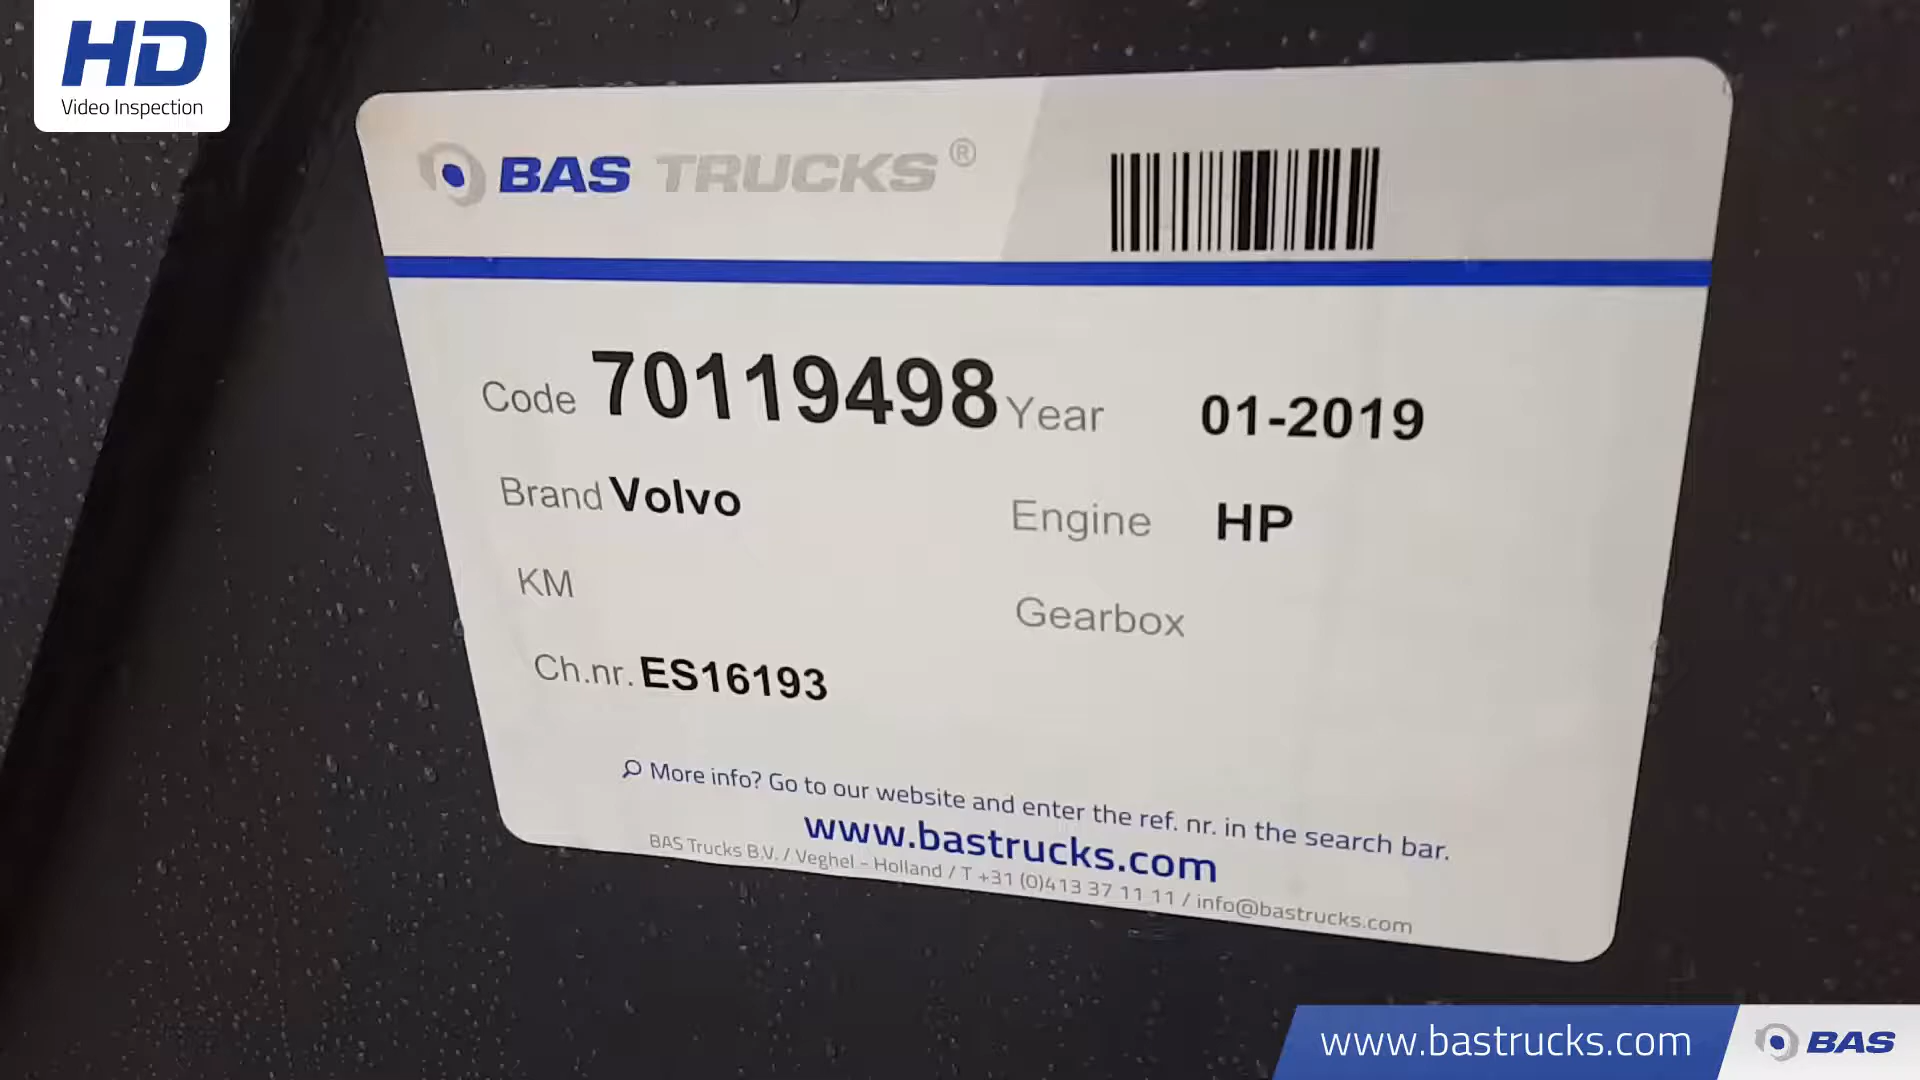 HD
Video Inspection
BAS TRUCKS®
Code 70119498 Year 01-2019
Brand Volvo Engine HP
KM Gearbox
Ch.nr. ES16193
More info? Go to our website and enter the ref. nr. in the search bar.
www.bastrucks.com
BAS Trucks B.V. / Veghel - Holland / T +31 (0)413 37 11 11 / info@bastrucks.com
www.bastrucks.com BAS